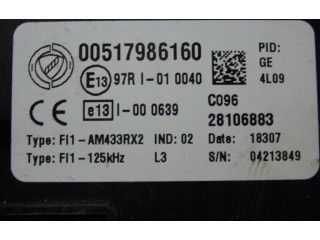 00517986160
PID:
GE
4L09
E13 97R I-01 0040
e13 I-00 0639
C096
28106883
Type: FI1-AM433RX2 IND: 02 Date: 18307
Type: FI1-125kHz L3 S/N: 04213849